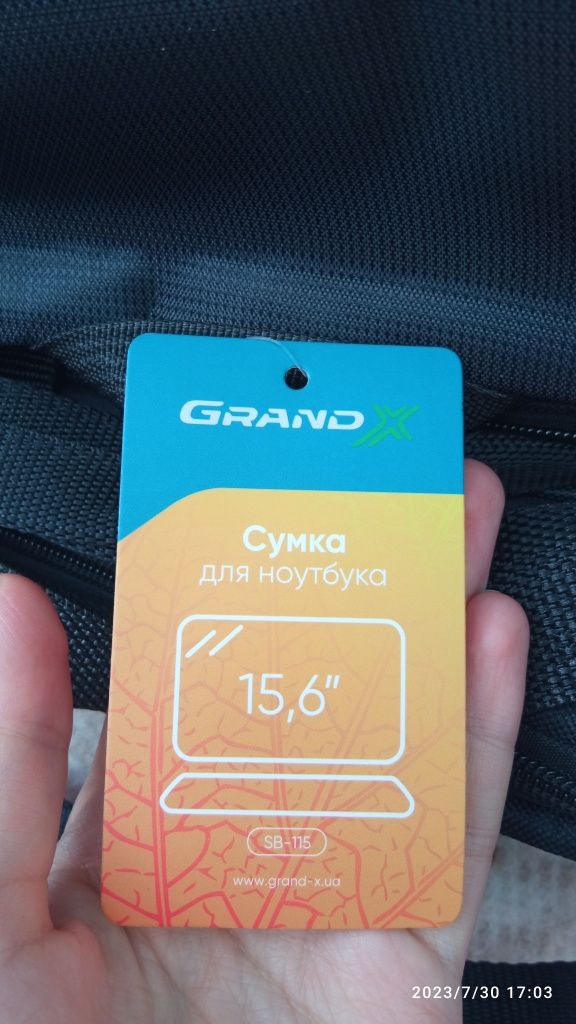 GRAND X
Сумка
для ноутбука
15,6"
SB-115
www.grand-x.ua
2023/7/30 17:03